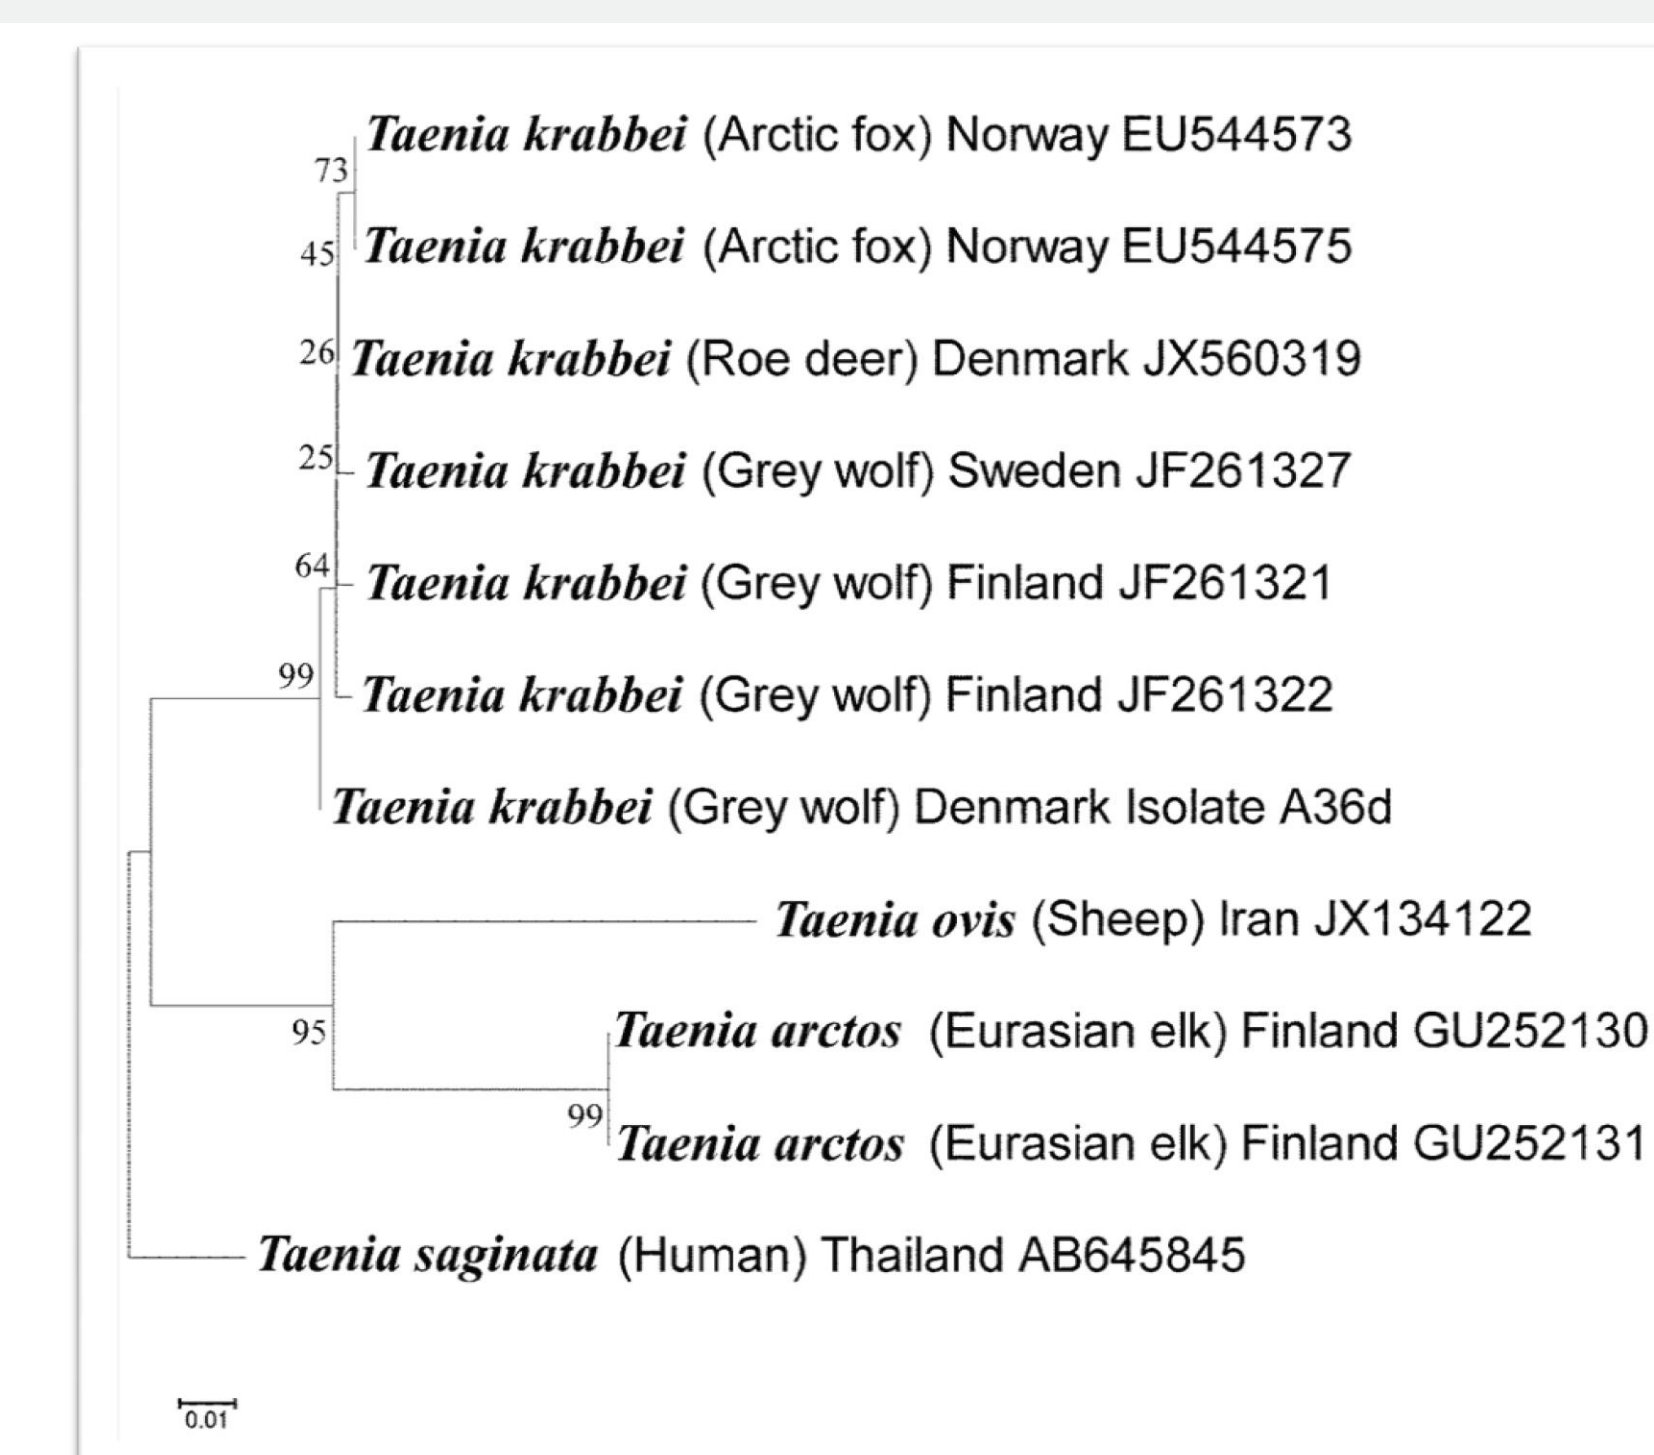 Taenia krabbei (Arctic fox) Norway EU544573
73
45
Taenia krabbei (Arctic fox) Norway EU544575
26 Taenia krabbei (Roe deer) Denmark JX560319
25 Taenia krabbei (Grey wolf) Sweden JF261327
64 Taenia krabbei (Grey wolf) Finland JF261321
99
Taenia krabbei (Grey wolf) Finland JF261322
Taenia krabbei (Grey wolf) Denmark Isolate A36d
Taenia ovis (Sheep) Iran JX134122
95 Taenia arctos (Eurasian elk) Finland GU252130
99
Taenia arctos (Eurasian elk) Finland GU252131
Taenia saginata (Human) Thailand AB645845
0.01